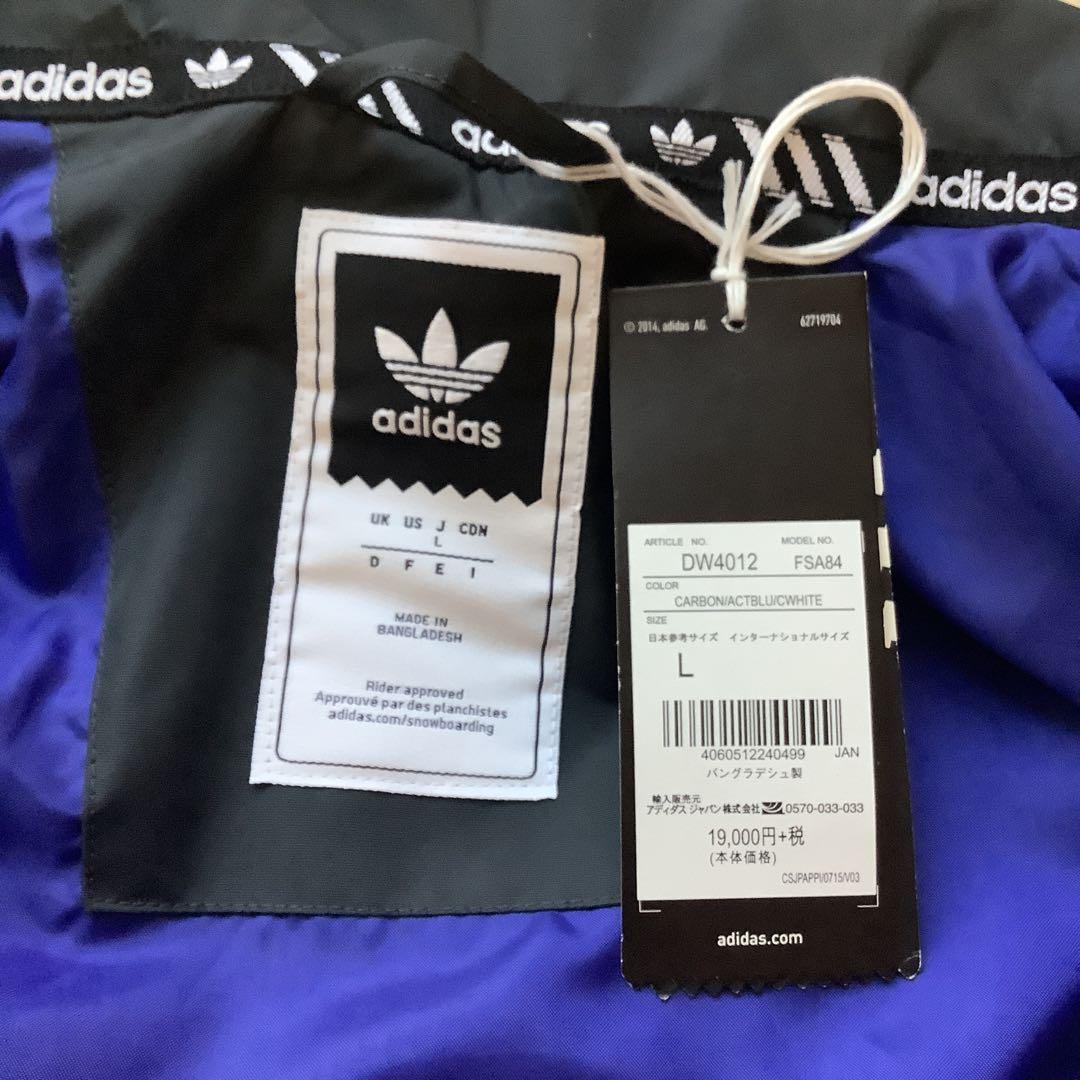 adidas
adidas
adidas
adidas
UK US J CDN
L
D F E I
MADE IN
BANGLADESH
Rider approved
Approuvé par des planchistes
adidas.com/snowboarding
© 2014, adidas AG.
62719704
ARTICLE NO.
MODEL NO.
DW4012
FSA84
COLOR
CARBON/ACTBLU/CWHITE
SIZE
日本参考サイズ インターナショナルサイズ
L
4060512240499 JAN
バングラデシュ製
輸入販売元
アディダス ジャパン株式会社 0570-033-033
19,000円+税
(本体価格)
CSJPAPPI/0715/V03
adidas.com